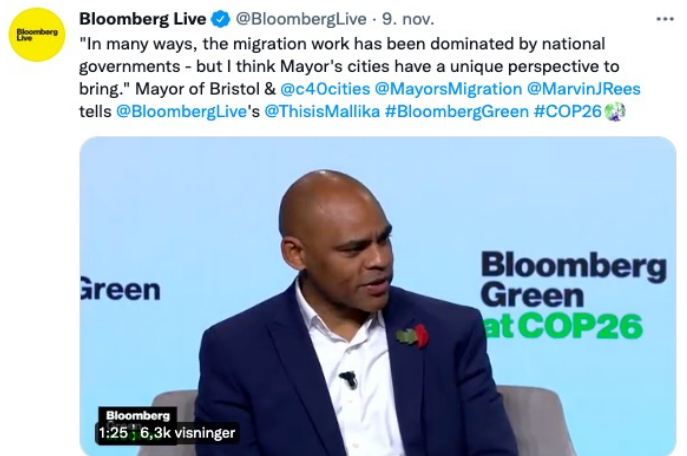 Bloomberg
Live
Bloomberg Live @BloombergLive · 9. nov.
"In many ways, the migration work has been dominated by national
governments - but I think Mayor's cities have a unique perspective to
bring." Mayor of Bristol & @c40cities @MayorsMigration @MarvinJRees
tells @BloombergLive's @ThisisMallika #BloombergGreen #COP26
Green
Bloomberg
Green
at COP26
Bloomberg
1:25 6,3k visninger